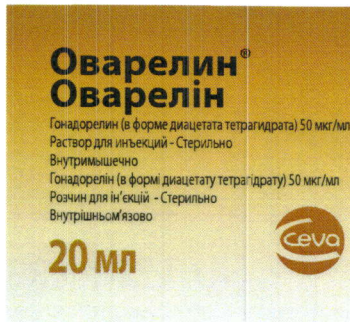 Оварелин®
Оварелін
Гонадорелин (в форме диацетата тетрагидрата) 50 мкг/мл
Раствор для инъекций - Стерильно
Внутримышечно
Гонадорелін (в формі диацетату тетрагідрату) 50 мкг/мл
Розчин для ін'єкцій - Стерильно
Внутрішньом'язово
20 мл
Ceva